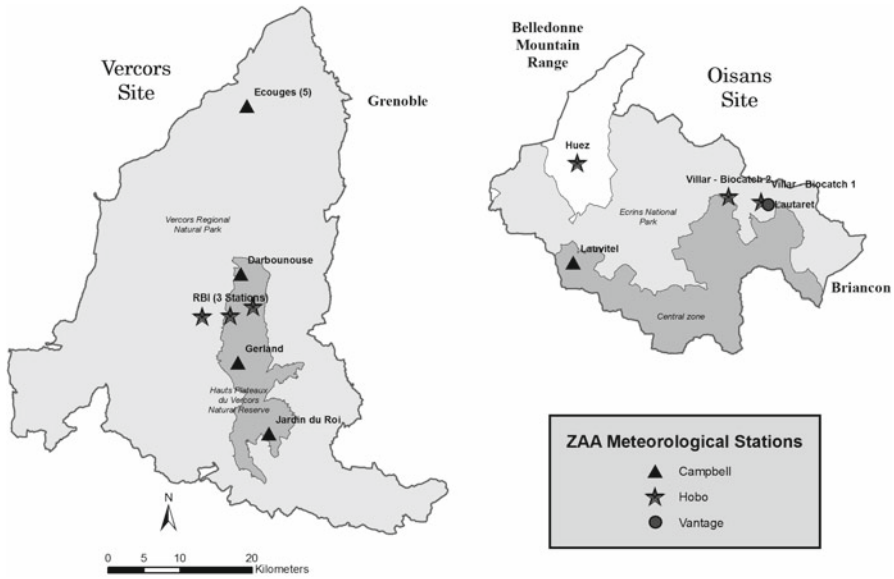 Vercors
Site
Ecouges (5)
Grenoble
Vercors Regional
Natural Park
Darbounouse
RBI (3 Stations)
Gerland
Hauts Plateaux
du Vercors
Natural Reserve
Jardin du Roi
N
0 5 10 20
Kilometers
Belledonne
Mountain
Range
Oisans
Site
Huez
Villar - Biocatch 2
Villar - Biocatch 1
Lautaret
Ecrins National
Park
Lauvitel
Briancon
Central zone
ZAA Meteorological Stations
Campbell
Hobo
Vantage